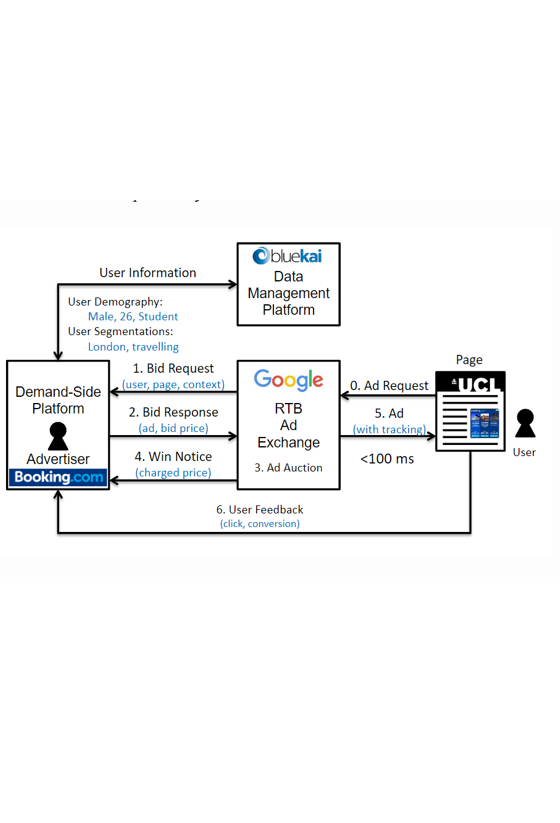 bluekai
Data
Management
Platform
User Information
User Demography:
Male, 26, Student
User Segmentations:
London, travelling
Demand-Side
Platform
Advertiser
Booking.com
1. Bid Request
(user, page, context)
2. Bid Response
(ad, bid price)
4. Win Notice
(charged price)
Google
RTB
Ad
Exchange
3. Ad Auction
0. Ad Request
5. Ad
(with tracking)
<100 ms
Page
UCL
User
6. User Feedback
(click, conversion)